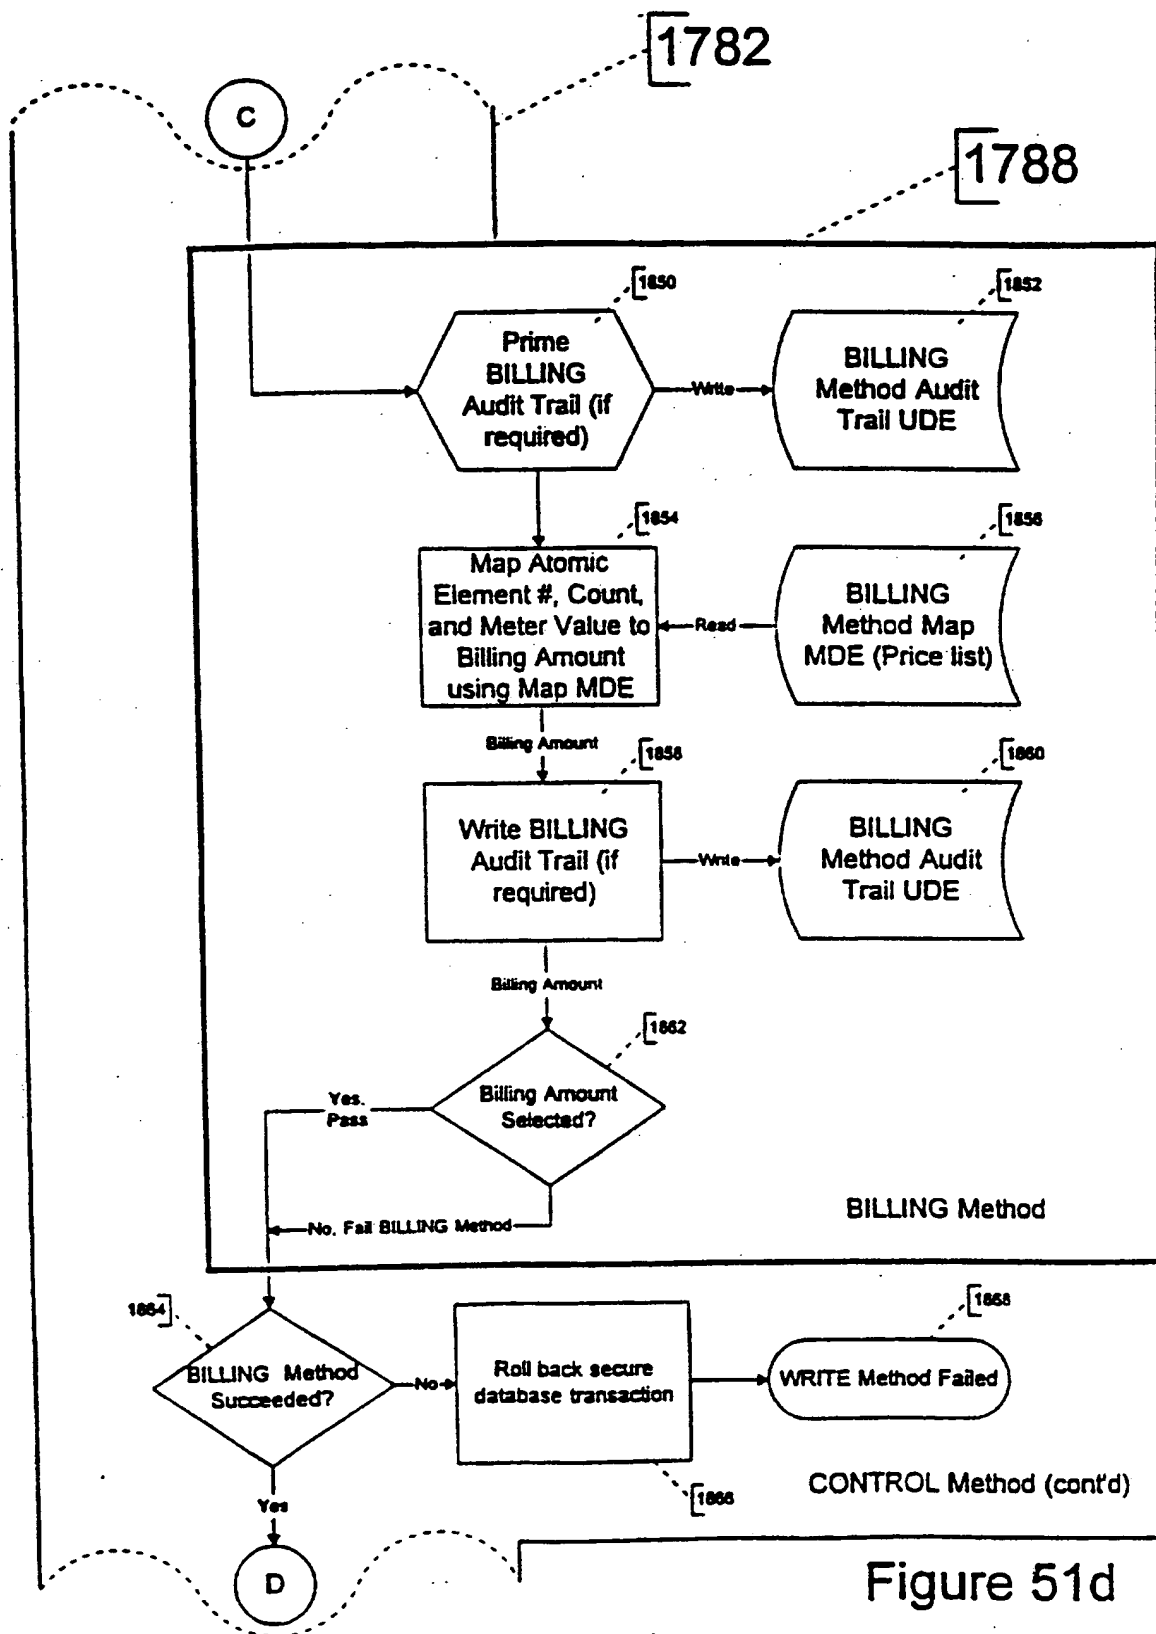 1782
C
1788
1850
1852
Prime
BILLING
Audit Trail (if
required)
Write
BILLING
Method Audit
Trail UDE
1854
1856
Map Atomic
Element #, Count,
and Meter Value to
Billing Amount
using Map MDE
Read
BILLING
Method Map
MDE (Price list)
Billing Amount
1858
1860
Write BILLING
Audit Trail (if
required)
Write
BILLING
Method Audit
Trail UDE
Billing Amount
1862
Billing Amount
Selected?
Yes.
Pass
No, Fail BILLING Method
BILLING Method
1864
1868
BILLING Method
Succeeded?
No
Roll back secure
database transaction
WRITE Method Failed
1866
CONTROL Method (cont'd)
Yes
D
Figure 51d